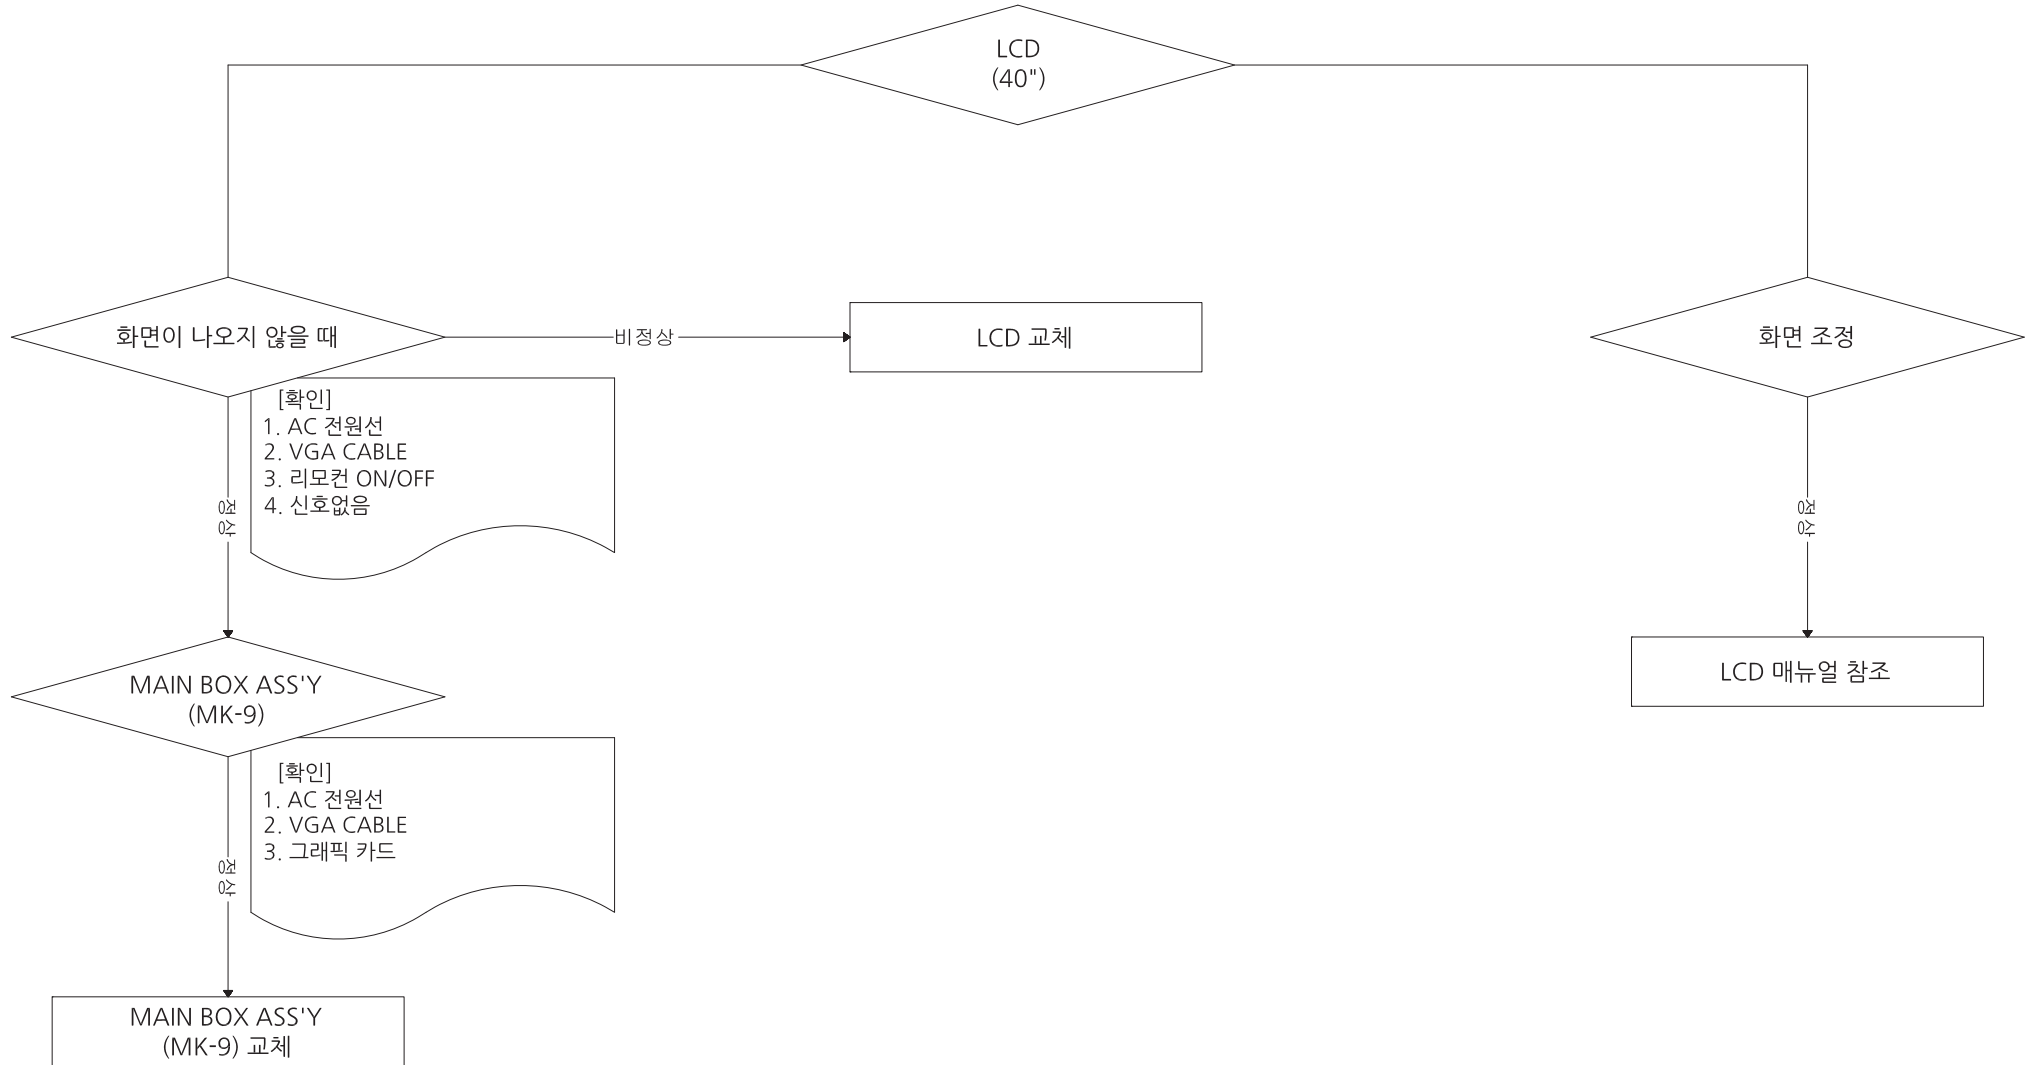 LCD
(40")
화면이 나오지 않을 때
비정상
LCD 교체
화면 조정
[확인]
1. AC 전원선
2. VGA CABLE
3. 리모컨 ON/OFF
4. 신호없음
정상
정상
MAIN BOX ASS'Y
(MK-9)
LCD 매뉴얼 참조
[확인]
1. AC 전원선
2. VGA CABLE
3. 그래픽 카드
정상
MAIN BOX ASS'Y
(MK-9) 교체